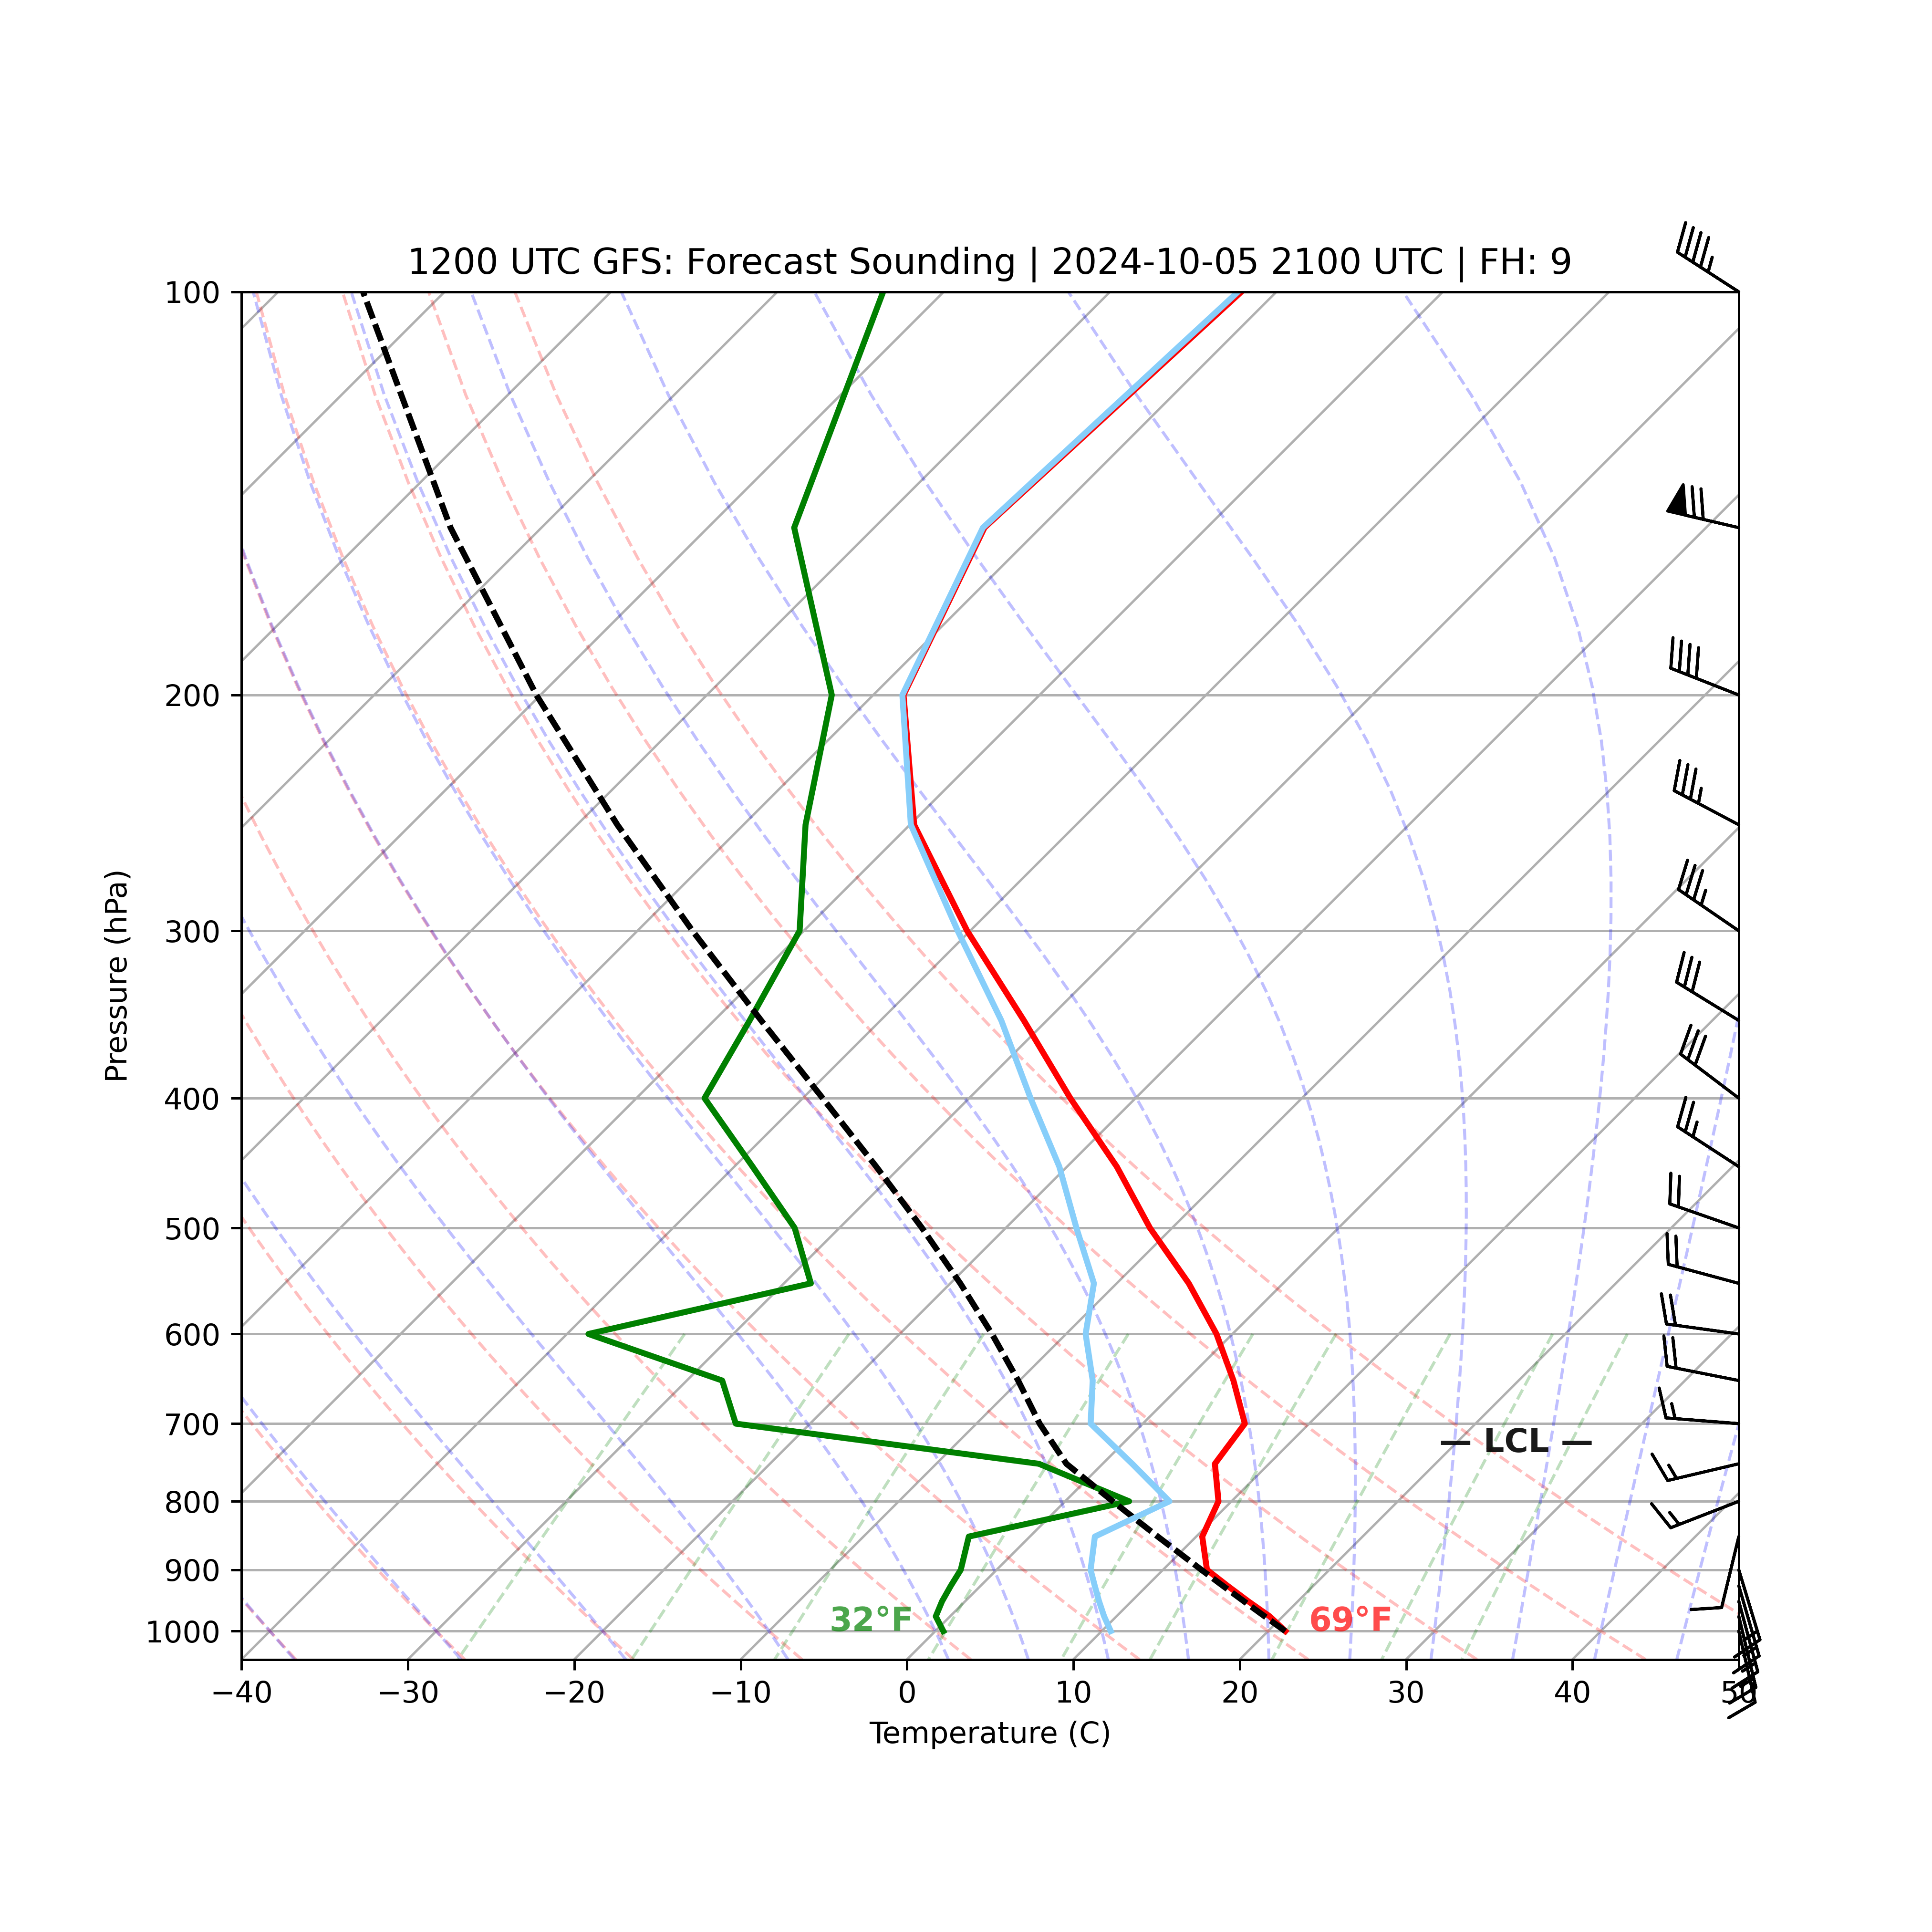 1200 UTC GFS: Forecast Sounding | 2024-10-05 2100 UTC | FH: 9
100
200
300
400
500
600
700
800
900
1000
Pressure (hPa)
— LCL —
32°F
69°F
−40 −30 −20 −10 0 10 20 30 40 50
Temperature (C)